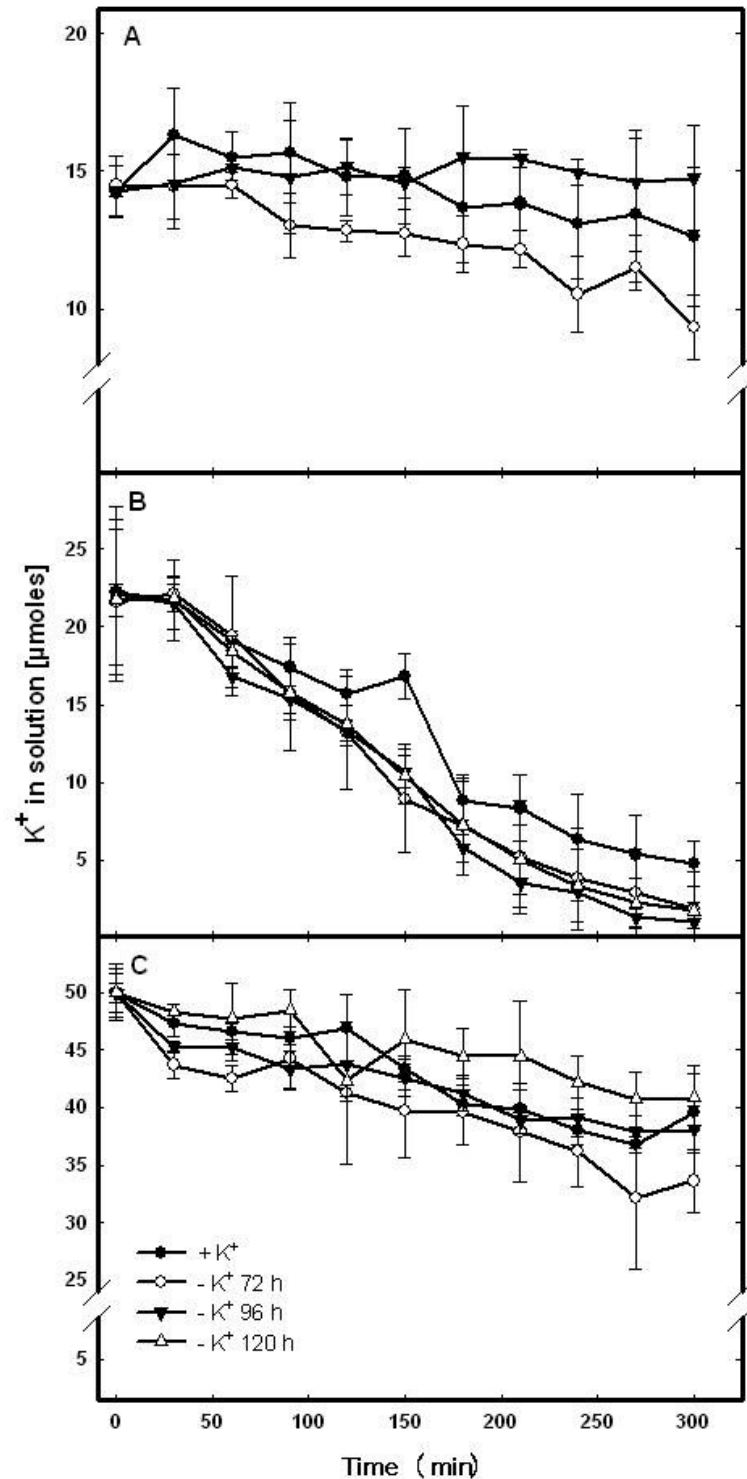 A
20
15
10
B
25
20
15
10
5
K+ in solution [µmoles]
C
50
45
40
35
30
25
5
+ K+
- K+ 72 h
- K+ 96 h
- K+ 120 h
0 50 100 150 200 250 300
Time ( min)